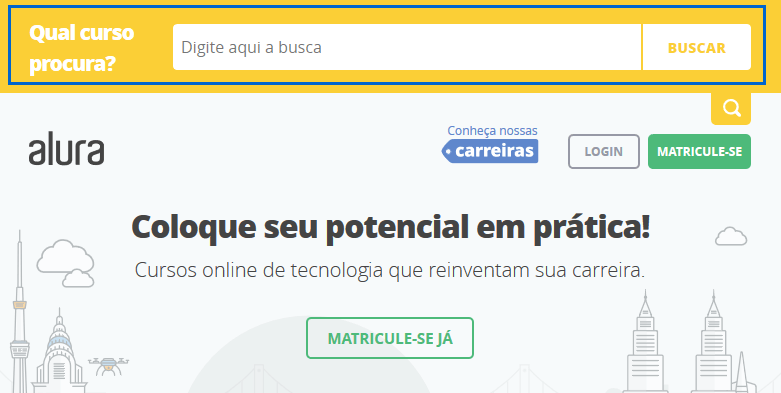 Qual curso
procura?
Digite aqui a busca
BUSCAR
alura
Conheça nossas
carreiras
LOGIN
MATRICULE-SE
Coloque seu potencial em prática!
Cursos online de tecnologia que reinventam sua carreira.
MATRICULE-SE JÁ